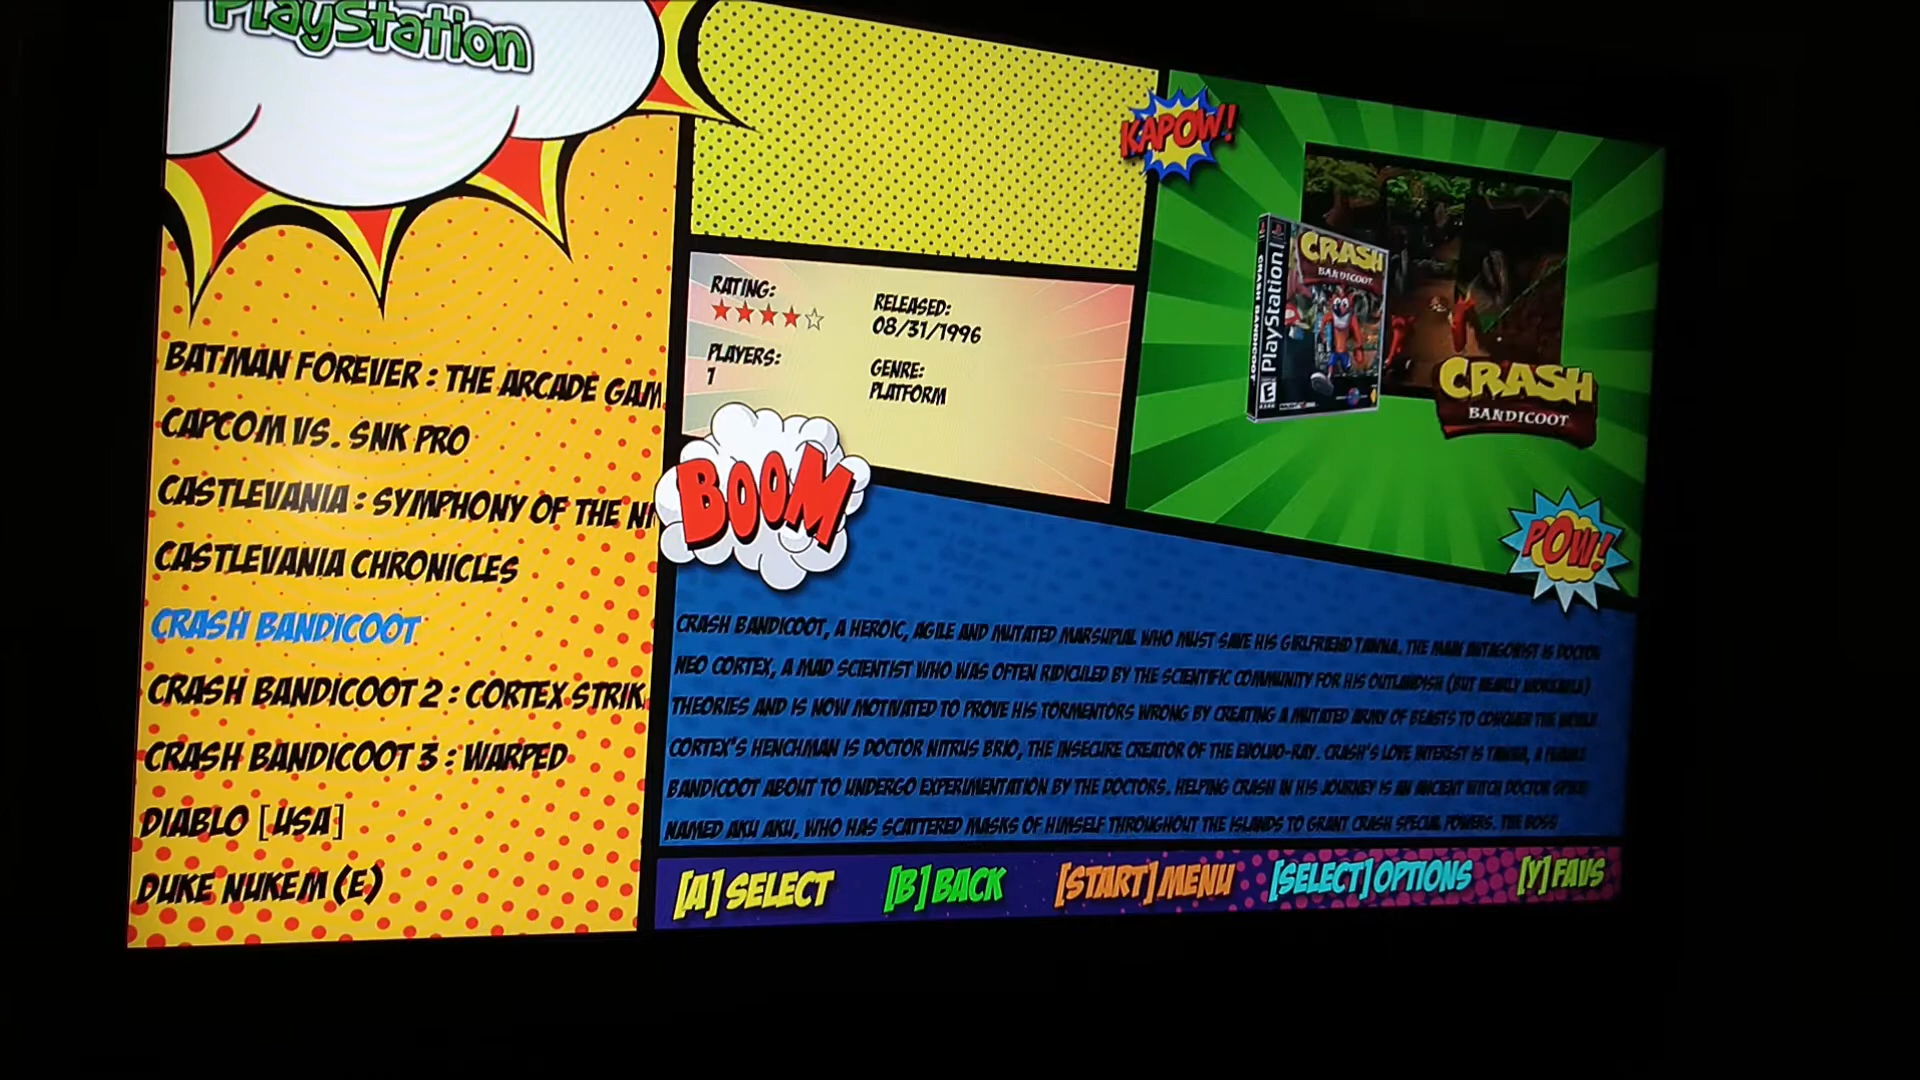 PlayStation
BATMAN FOREVER : THE ARCADE GAM
CAPCOM VS. SNK PRO
CASTLEVANIA : SYMPHONY OF THE NI
CASTLEVANIA CHRONICLES
CRASH BANDICOOT
CRASH BANDICOOT 2 : CORTEX STRIK
CRASH BANDICOOT 3 : WARPED
DIABLO [USA]
DUKE NUKEM (E)
RATING:
PLAYERS:
1
RELEASED:
08/31/1996
GENRE:
PLATFORM
BOOM
KAPOW!
PlayStation
CRASH BANDICOOT
CRASH
BANDICOOT
E
CRASH
BANDICOOT
POW!
CRASH BANDICOOT, A HEROIC, AGILE AND MUTATED MARSUPIAL WHO MUST SAVE HIS GIRLFRIEND TAWNA. THE MAIN ANTAGONIST IS DOCTOR
NEO CORTEX, A MAD SCIENTIST WHO WAS OFTEN RIDICULED BY THE SCIENTIFIC COMMUNITY FOR HIS OUTLANDISH (BUT NEARLY WORKABLE)
THEORIES AND IS NOW MOTIVATED TO PROVE HIS TORMENTORS WRONG BY CREATING A MUTATED ARMY OF BEASTS TO CONQUER THE WORLD.
CORTEX'S HENCHMAN IS DOCTOR NITRUS BRIO, THE INSECURE CREATOR OF THE EVOLVO-RAY. CRASH'S LOVE INTEREST IS TAWNA, A FEMALE
BANDICOOT ABOUT TO UNDERGO EXPERIMENTATION BY THE DOCTORS. HELPING CRASH IN HIS JOURNEY IS AN ANCIENT WITCH DOCTOR SPIRIT
NAMED AKU AKU, WHO HAS SCATTERED MASKS OF HIMSELF THROUGHOUT THE ISLANDS TO GRANT CRASH SPECIAL POWERS. THE BOSS
[A] SELECT [B] BACK [START] MENU [SELECT] OPTIONS [Y] FAVS